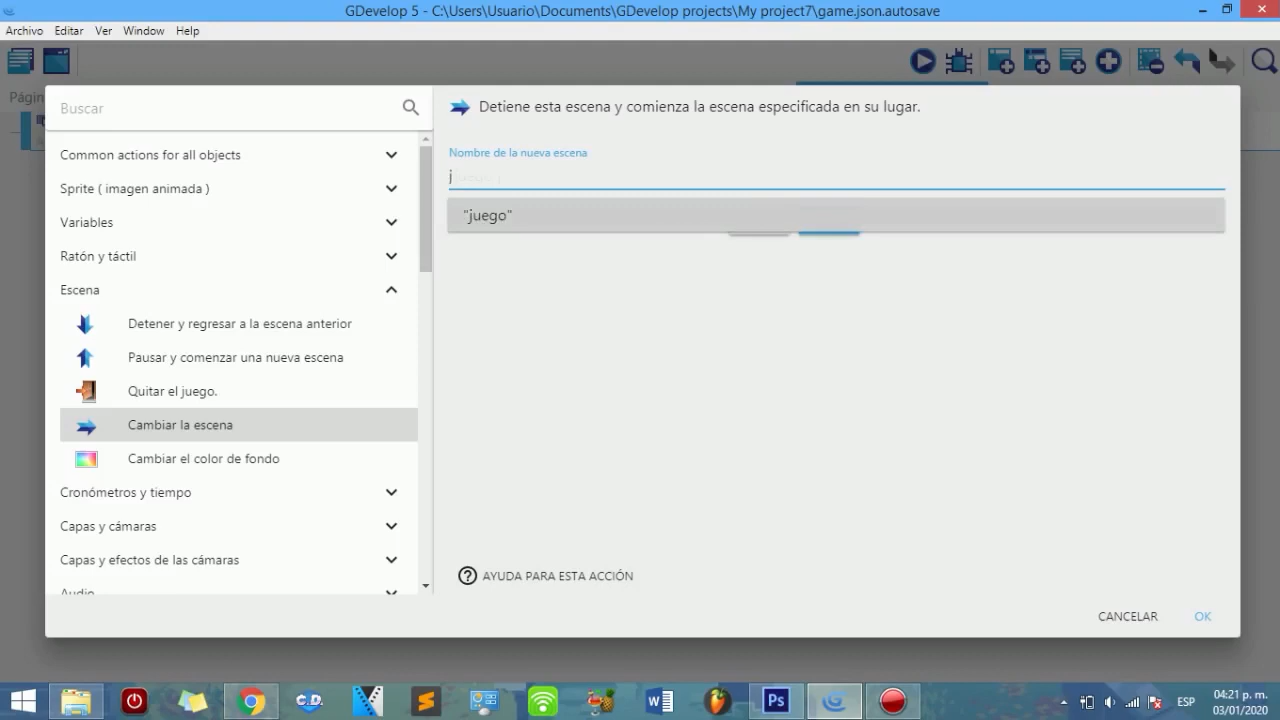 GDevelop 5 - C:\Users\Usuario\Documents\GDevelop projects\My project7\game.json.autosave
Archivo Editar Ver Window Help
Págin
Buscar
Common actions for all objects
Sprite ( imagen animada )
Variables
Ratón y táctil
Escena
Detener y regresar a la escena anterior
Pausar y comenzar una nueva escena
Quitar el juego.
Cambiar la escena
Cambiar el color de fondo
Cronómetros y tiempo
Capas y cámaras
Capas y efectos de las cámaras
Audio
Detiene esta escena y comienza la escena especificada en su lugar.
Nombre de la nueva escena
j
"juego"
AYUDA PARA ESTA ACCIÓN
CANCELAR OK
C.D.
Ps
ESP
04:21 p. m.
03/01/2020